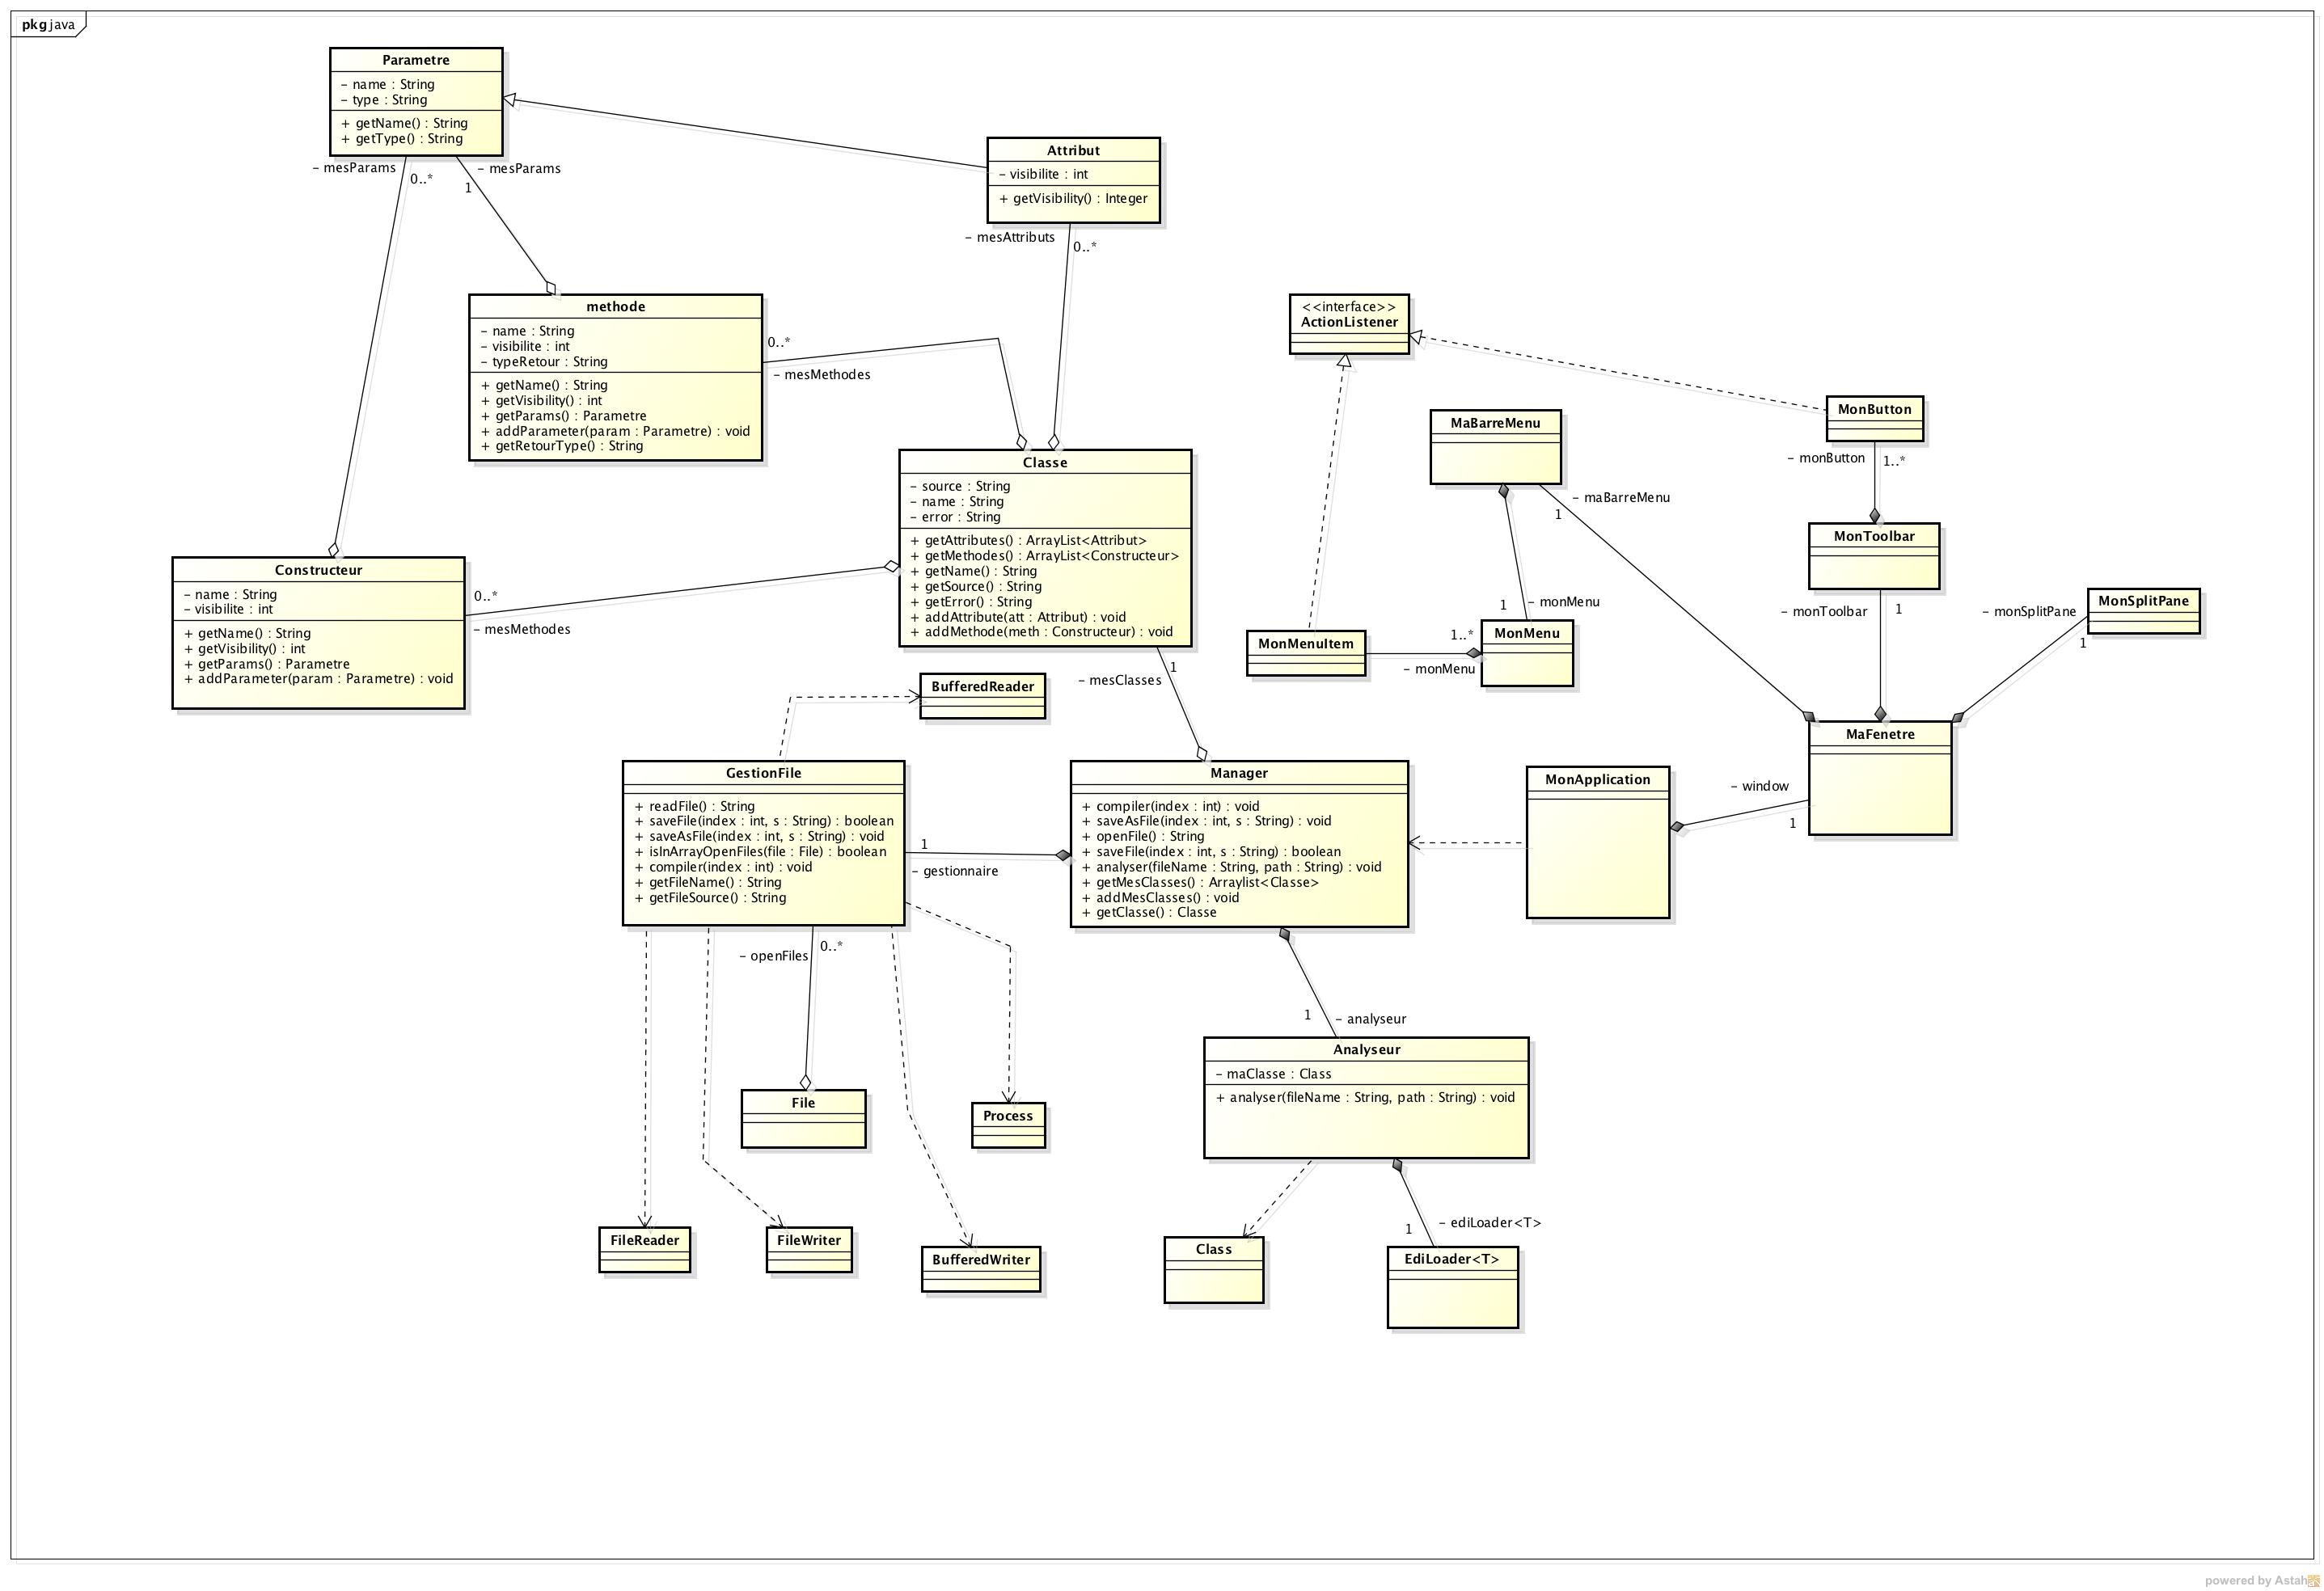 pkg java
Parametre
– name : String
– type : String
+ getName() : String
+ getType() : String
– mesParams
0..*
– mesParams
1
Attribut
– visibilite : int
+ getVisibility() : Integer
– mesAttributs
0..*
methode
– name : String
– visibilite : int
– typeRetour : String
+ getName() : String
+ getVisibility() : int
+ getParams() : Parametre
+ addParameter(param : Parametre) : void
+ getRetourType() : String
0..*
– mesMethodes
<<interface>>
ActionListener
MonButton
– monButton
1..*
MaBarreMenu
– maBarreMenu
1
Classe
– source : String
– name : String
– error : String
+ getAttributes() : ArrayList<Attribut>
+ getMethodes() : ArrayList<Constructeur>
+ getName() : String
+ getSource() : String
+ getError() : String
+ addAttribute(att : Attribut) : void
+ addMethode(meth : Constructeur) : void
MonToolbar
– monToolbar
1
MonSplitPane
– monSplitPane
1
Constructeur
– name : String
– visibilite : int
+ getName() : String
+ getVisibility() : int
+ getParams() : Parametre
+ addParameter(param : Parametre) : void
0..*
– mesMethodes
1
– monMenu
MonMenuItem
1..*
– monMenu
MonMenu
1
– mesClasses
BufferedReader
MaFenetre
GestionFile
+ readFile() : String
+ saveFile(index : int, s : String) : boolean
+ saveAsFile(index : int, s : String) : void
+ isInArrayOpenFiles(file : File) : boolean
+ compiler(index : int) : void
+ getFileName() : String
+ getFileSource() : String
1
– gestionnaire
Manager
+ compiler(index : int) : void
+ saveAsFile(index : int, s : String) : void
+ openFile() : String
+ saveFile(index : int, s : String) : boolean
+ analyser(fileName : String, path : String) : void
+ getMesClasses() : Arraylist<Classe>
+ addMesClasses() : void
+ getClasse() : Classe
MonApplication
– window
1
– openFiles
0..*
1
– analyseur
Analyseur
– maClasse : Class
+ analyser(fileName : String, path : String) : void
File
Process
FileReader
FileWriter
BufferedWriter
Class
1
– ediLoader<T>
EdiLoader<T>
powered by Astah